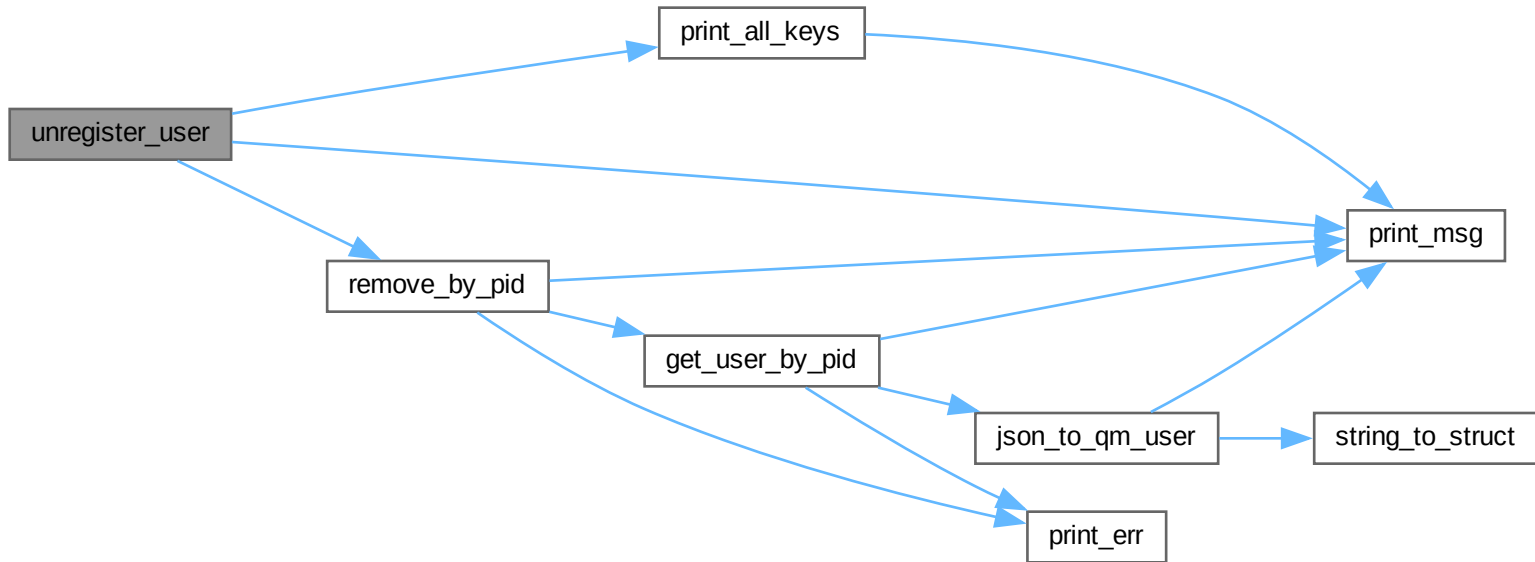 print_all_keys
unregister_user
print_msg
remove_by_pid
get_user_by_pid
json_to_qm_user
string_to_struct
print_err